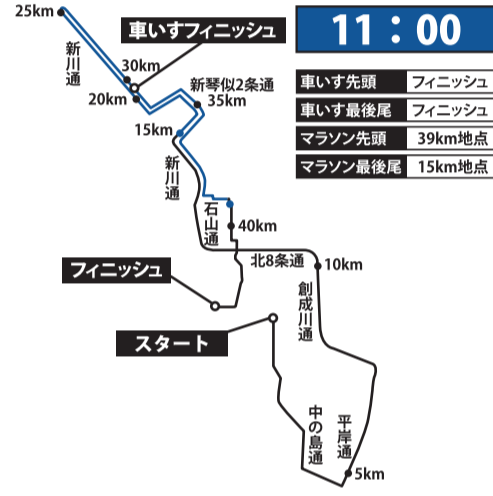 25km
車いすフィニッシュ
11：00
新川通
30km
20km
新琴似2条通
35km
15km
車いす先頭 フィニッシュ
車いす最後尾 フィニッシュ
マラソン先頭 39km地点
マラソン最後尾 15km地点
新川通
石山通
40km
北8条通
10km
フィニッシュ
創成川通
スタート
中の島通
平岸通
5km